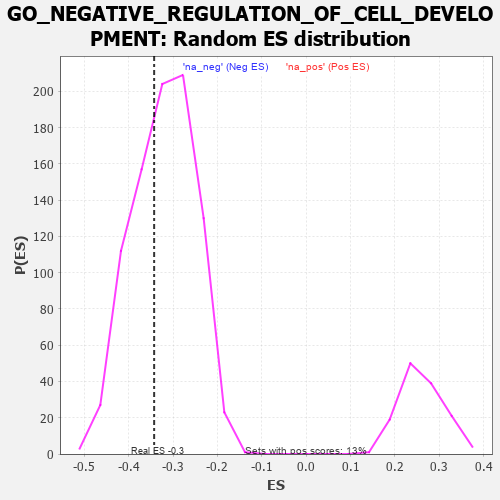 GO_NEGATIVE_REGULATION_OF_CELL_DEVELO
PMENT: Random ES distribution
'na_neg' (Neg ES) 'na_pos' (Pos ES)
200
180
160
140
120
100
80
60
40
20
0
P(ES)
Real ES -0.3 Sets with pos scores: 13%
-0.5 -0.4 -0.3 -0.2 -0.1 0.0 0.1 0.2 0.3 0.4
ES